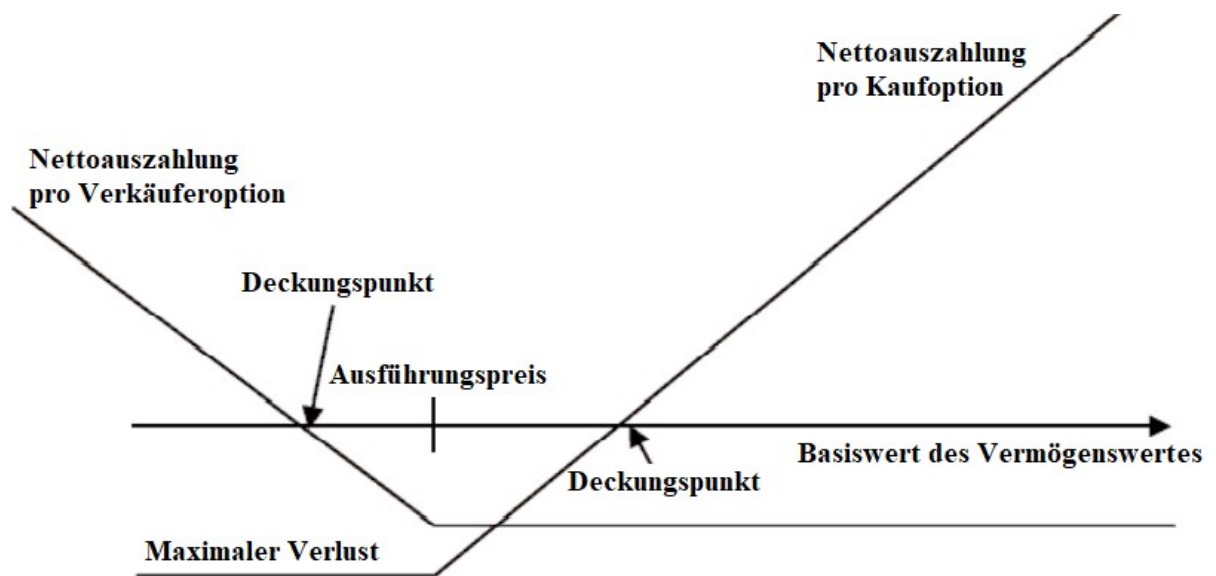 Nettoauszahlung
pro Kaufoption
Nettoauszahlung
pro Verkäuferoption
Deckungspunkt
Ausführungspreis
Basiswert des Vermögenswertes
Deckungspunkt
Maximaler Verlust